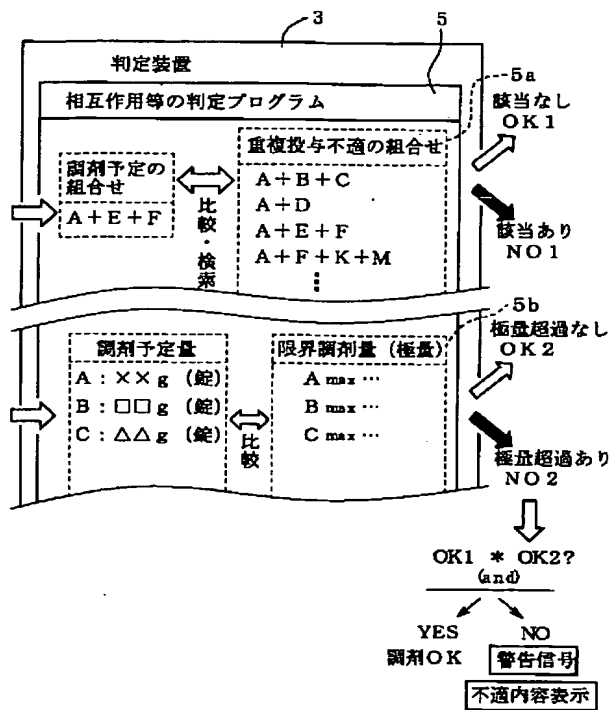 3
判定装置
5
相互作用等の判定プログラム
5a
該当なし
OK1
調剤予定の
組合せ
A+E+F
比較・検索
重複投与不適の組合せ
A+B+C
A+D
A+E+F
A+F+K+M
⋮
該当あり
NO1
5b
調剤予定量
A:××g (錠)
B:□□g (錠)
C:△△g (錠)
比較
限界調剤量(極量)
A max …
B max …
C max …
極量超過なし
OK2
極量超過あり
NO2
OK1 * OK2?
(and)
YES
調剤OK
NO
警告信号
不適内容表示